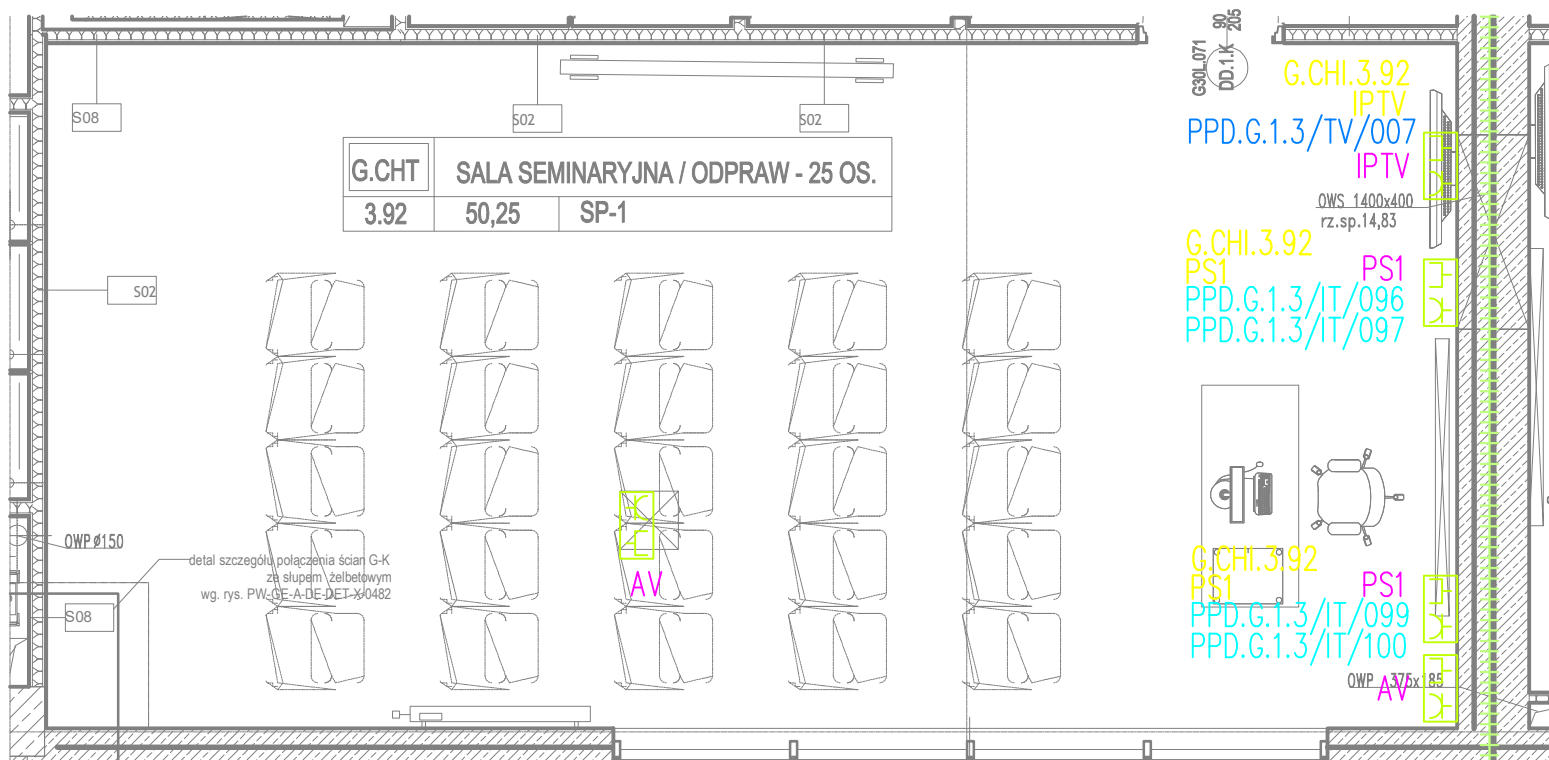 G30L.071
DD.1.K
90
205
G.CHI.3.92
IPTV
PPD.G.1.3/TV/007
IPTV
S08
S02
S02
G.CHT
SALA SEMINARYJNA / ODPRAW - 25 OS.
3.92
50,25
SP-1
OWS 1400x400
rz.sp.14,83
G.CHI.3.92
PS1
PS1
PPD.G.1.3/IT/096
PPD.G.1.3/IT/097
S02
OWP ø150
detal szczegółu połączenia ścian G-K
ze słupem żelbetowym
wg. rys. PW-GE-A-DE-DET-X-0482
S08
AV
G.CHI.3.92
PS1
PS1
PPD.G.1.3/IT/099
PPD.G.1.3/IT/100
OWP 375x185
AV